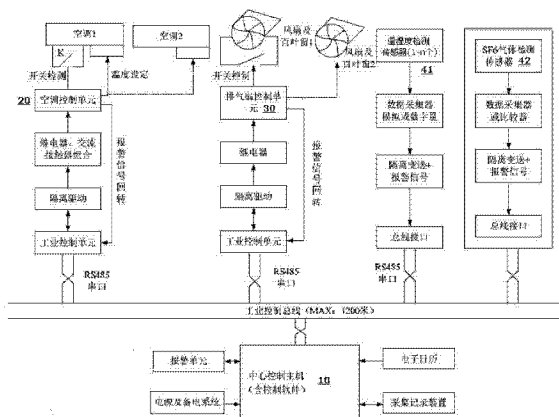 空调1
空调2
K
开关检测
温度设定
20
空调控制单元
继电器、交流
接触器组合
隔离驱动
工业控制单元
报警信号回转
RS485
串口
风扇及
百叶窗1
风扇及
百叶窗2
开关控制
排气扇控制单
元 30
继电器
隔离驱动
工业控制单元
报警信号回转
RS485
串口
温湿度检测
传感器(1-n个)
41
数据采集器
模拟或数字量
隔离变送+
报警信号
总线接口
RS485
串口
SF6气体检测
传感器 42
数据采集器
或比较器
隔离变送+
报警信号
总线接口
工业控制总线(MAX：1200米)
报警单元
电源及备电系统
中心控制主机
(含控制软件)
10
电子日历
采集记录装置